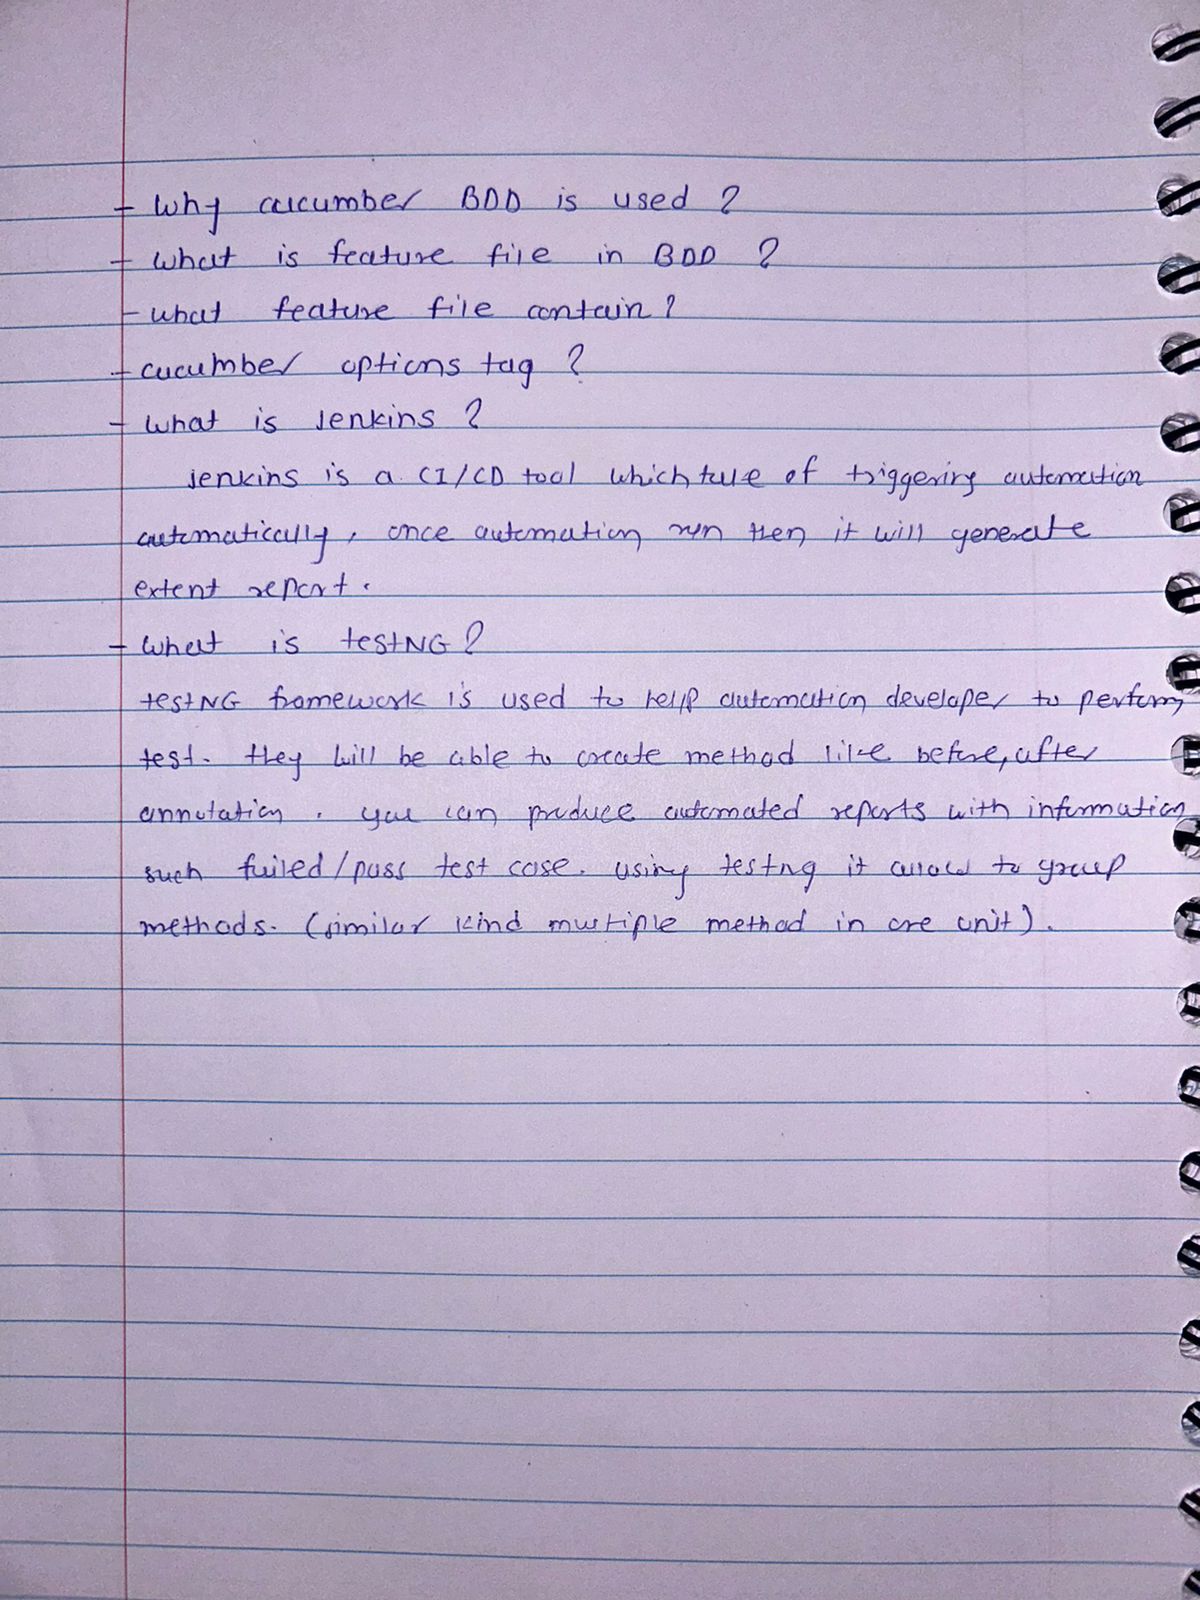 - Why cucumber BDD is used ?
- What is feature file in BDD ?
- what feature file contain ?
- cucumber options tag ?
- What is Jenkins ?
Jenkins is a CI/CD tool which of triggering automation
automatically, once automation run then it will generate
extent report.
- What is testNG ?
testNG framework is used to help automation developer to perform
test. they will be able to create method like before, after
annotation. you can produce automated reports with information
such failed/pass test case. using testng it allow to group
methods. (similar kind multiple method in one unit).